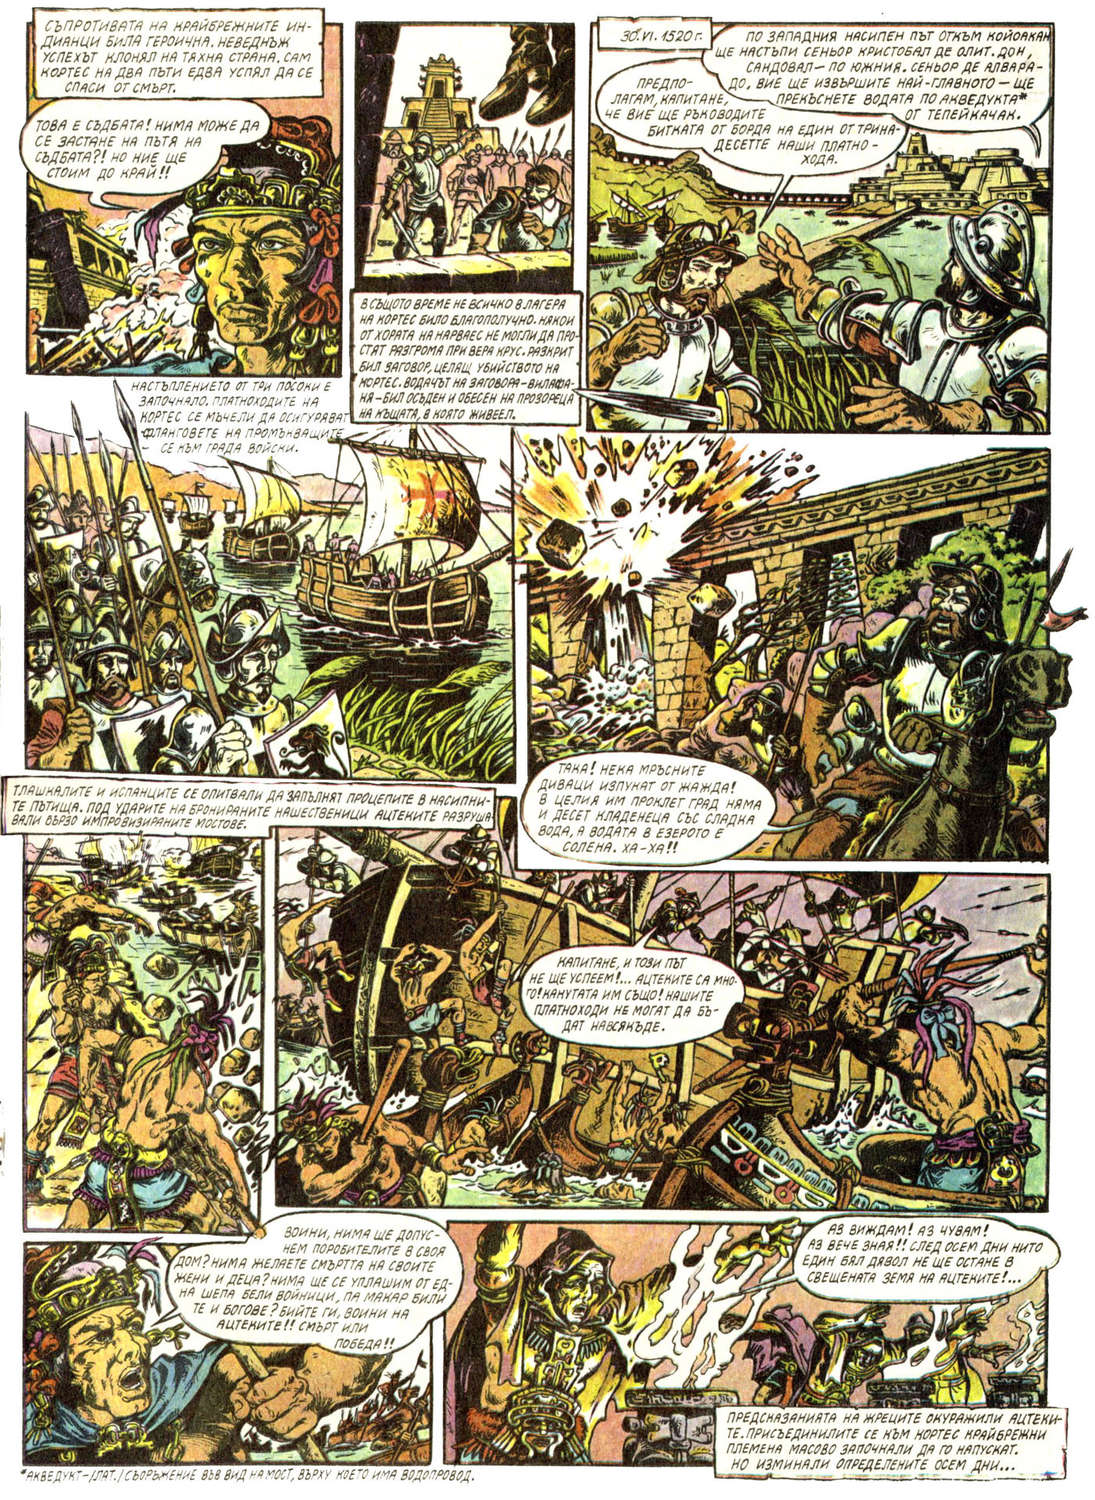 СЪПРОТИВАТА НА КРАЙБРЕЖНИТЕ ИН-
ДИАНЦИ БИЛА ГЕРОИЧНА. НЕВЕДНЪЖ
УСПЕХЪТ КЛОНЯЛ НА ТЯХНА СТРАНА. САМ
КОРТЕС НА ДВА ПЪТИ ЕДВА УСПЯЛ ДА СЕ
СПАСИ ОТ СМЪРТ.
ТОВА Е СЪДБАТА! НИМА МОЖЕ ДА
СЕ ЗАСТАНЕ НА ПЪТЯ НА
СЪДБАТА?! НО НИЕ ЩЕ
СТОИМ ДО КРАЙ!!
В СЪЩОТО ВРЕМЕ НЕ ВСИЧКО В ЛАГЕРА
НА КОРТЕС БИЛО БЛАГОПОЛУЧНО. НЯКОИ
ОТ ХОРАТА НА НАРВАЕС НЕ МОГЛИ ДА ПРО-
СТЯТ РАЗГРОМА ПРИ ВЕРА КРУС. РАЗКРИТ
БИЛ ЗАГОВОР, ЦЕЛЯЩ УБИЙСТВОТО НА
КОРТЕС. ВОДАЧЪТ НА ЗАГОВОРА-ВИЛАФА-
НЯ-БИЛ ОСЪДЕН И ОБЕСЕН НА ПРОЗОРЕЦА
НА КЪЩАТА, В КОЯТО ЖИВЕЕЛ.
30.VI.1520 г.
ПО ЗАПАДНИЯ НАСИПЕН ПЪТ ОТКЪМ КОЙОАКАН
ЩЕ НАСТЪПИ СЕНЬОР КРИСТОБАЛ ДЕ ОЛИТ. ДОН,
САНДОВАЛ— ПО ЮЖНИЯ. СЕНЬОР ДЕ АЛВАРА-
ДО, ВИЕ ЩЕ ИЗВЪРШИТЕ НАЙ-ГЛАВНОТО — ЩЕ
ПРЕКЪСНЕТЕ ВОДАТА ПО АКВЕДУКТА*
ОТ ТЕПЕЙКАЧАК.
ПРЕДПО-
ЛАГАМ, КАПИТАНЕ,
ЧЕ ВИЕ ЩЕ РЪКОВОДИТЕ
БИТКАТА ОТ БОРДА НА ЕДИН ОТ ТРИНА-
ДЕСЕТТЕ НАШИ ПЛАТНО-
ХОДА.
НАСТЪПЛЕНИЕТО ОТ ТРИ ПОСОКИ Е
ЗАПОЧНАЛО. ПЛАТНОХОДИТЕ НА
КОРТЕС СЕ МЪЧЕЛИ ДА ОСИГУРЯВАТ
ФЛАНГОВЕТЕ НА ПРОМЪКВАЩИТЕ
СЕ КЪМ ГРАДА ВОЙСКИ.
ТАКА! НЕКА МРЪСНИТЕ
ДИВАЦИ ИЗПУКАТ ОТ ЖАЖДА!
В ЦЕЛИЯ ИМ ПРОКЛЕТ ГРАД НЯМА
И ДЕСЕТ КЛАДЕНЕЦА СЪС СЛАДКА
ВОДА, А ВОДАТА В ЕЗЕРОТО Е
СОЛЕНА. ХА-ХА!!
ТЛАШКАЛИТЕ И ИСПАНЦИТЕ СЕ ОПИТВАЛИ ДА ЗАПЪЛНЯТ ПРОЦЕПИТЕ В НАСИПНИ-
ТЕ ПЪТИЩА. ПОД УДАРИТЕ НА БРОНИРАНИТЕ НАШЕСТВЕНИЦИ АЦТЕКИТЕ РАЗРУША-
ВАЛИ БЪРЗО ИМПРОВИЗИРАНИТЕ МОСТОВЕ.
КАПИТАНЕ, И ТОЗИ ПЪТ
НЕ ЩЕ УСПЕЕМ!... АЦТЕКИТЕ СА МНО-
ГО! КАНУТАТА ИМ СЪЩО! НАШИТЕ
ПЛАТНОХОДИ НЕ МОГАТ ДА БЪ-
ДАТ НАВСЯКЪДЕ.
ВОИНИ, НИМА ЩЕ ДОПУС-
НЕМ ПОРОБИТЕЛИТЕ В СВОЯ
ДОМ? НИМА ЖЕЛАЕТЕ СМЪРТТА НА СВОИТЕ
ЖЕНИ И ДЕЦА? НИМА ЩЕ СЕ УПЛАШИМ ОТ ЕД-
НА ШЕПА БЕЛИ ВОЙНИЦИ, ПА МАКАР БИЛИ
ТЕ И БОГОВЕ? БИЙТЕ ГИ, ВОИНИ НА
АЦТЕКИТЕ!! СМЪРТ ИЛИ
ПОБЕДА!!
АЗ ВИЖДАМ! АЗ ЧУВАМ!
АЗ ВЕЧЕ ЗНАЯ!! СЛЕД ОСЕМ ДНИ НИТО
ЕДИН БЯЛ ДЯВОЛ НЕ ЩЕ ОСТАНЕ В
СВЕЩЕНАТА ЗЕМЯ НА АЦТЕКИТЕ!...
ПРЕДСКАЗАНИЯТА НА ЖРЕЦИТЕ ОКУРАЖИЛИ АЦТЕКИ-
ТЕ. ПРИСЪЕДИНИЛИТЕ СЕ КЪМ КОРТЕС КРАЙБРЕЖНИ
ПЛЕМЕНА МАСОВО ЗАПОЧНАЛИ ДА ГО НАПУСКАТ.
НО ИЗМИНАЛИ ОПРЕДЕЛЕНИТЕ ОСЕМ ДНИ...
*АКВЕДУКТ-/ЛАТ./ СЪОРЪЖЕНИЕ ВЪВ ВИД НА МОСТ, ВЪРХУ КОЕТО ИМА ВОДОПРОВОД.